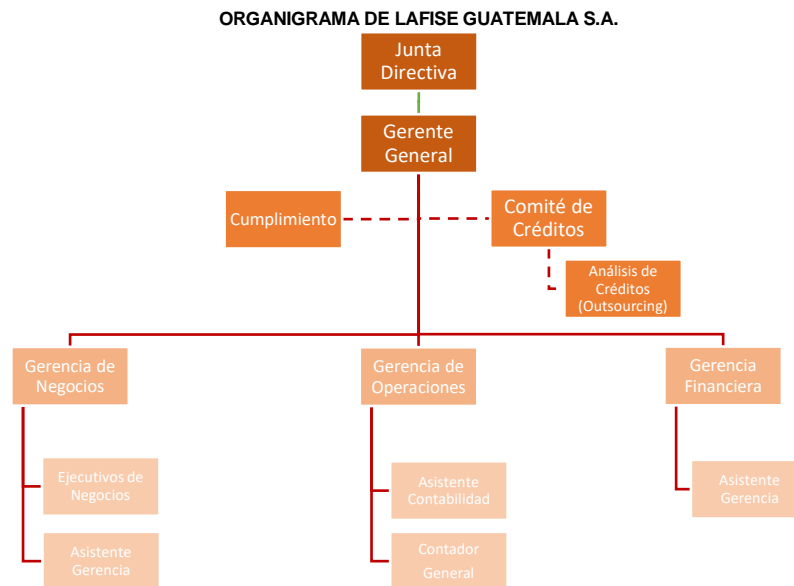 ORGANIGRAMA DE LAFISE GUATEMALA S.A.
Junta
Directiva
Gerente
General
Cumplimiento
Comité de
Créditos
Análisis de
Créditos
(Outsourcing)
Gerencia de
Negocios
Gerencia de
Operaciones
Gerencia
Financiera
Ejecutivos de
Negocios
Asistente
Contabilidad
Asistente
Gerencia
Asistente
Gerencia
Contador
General